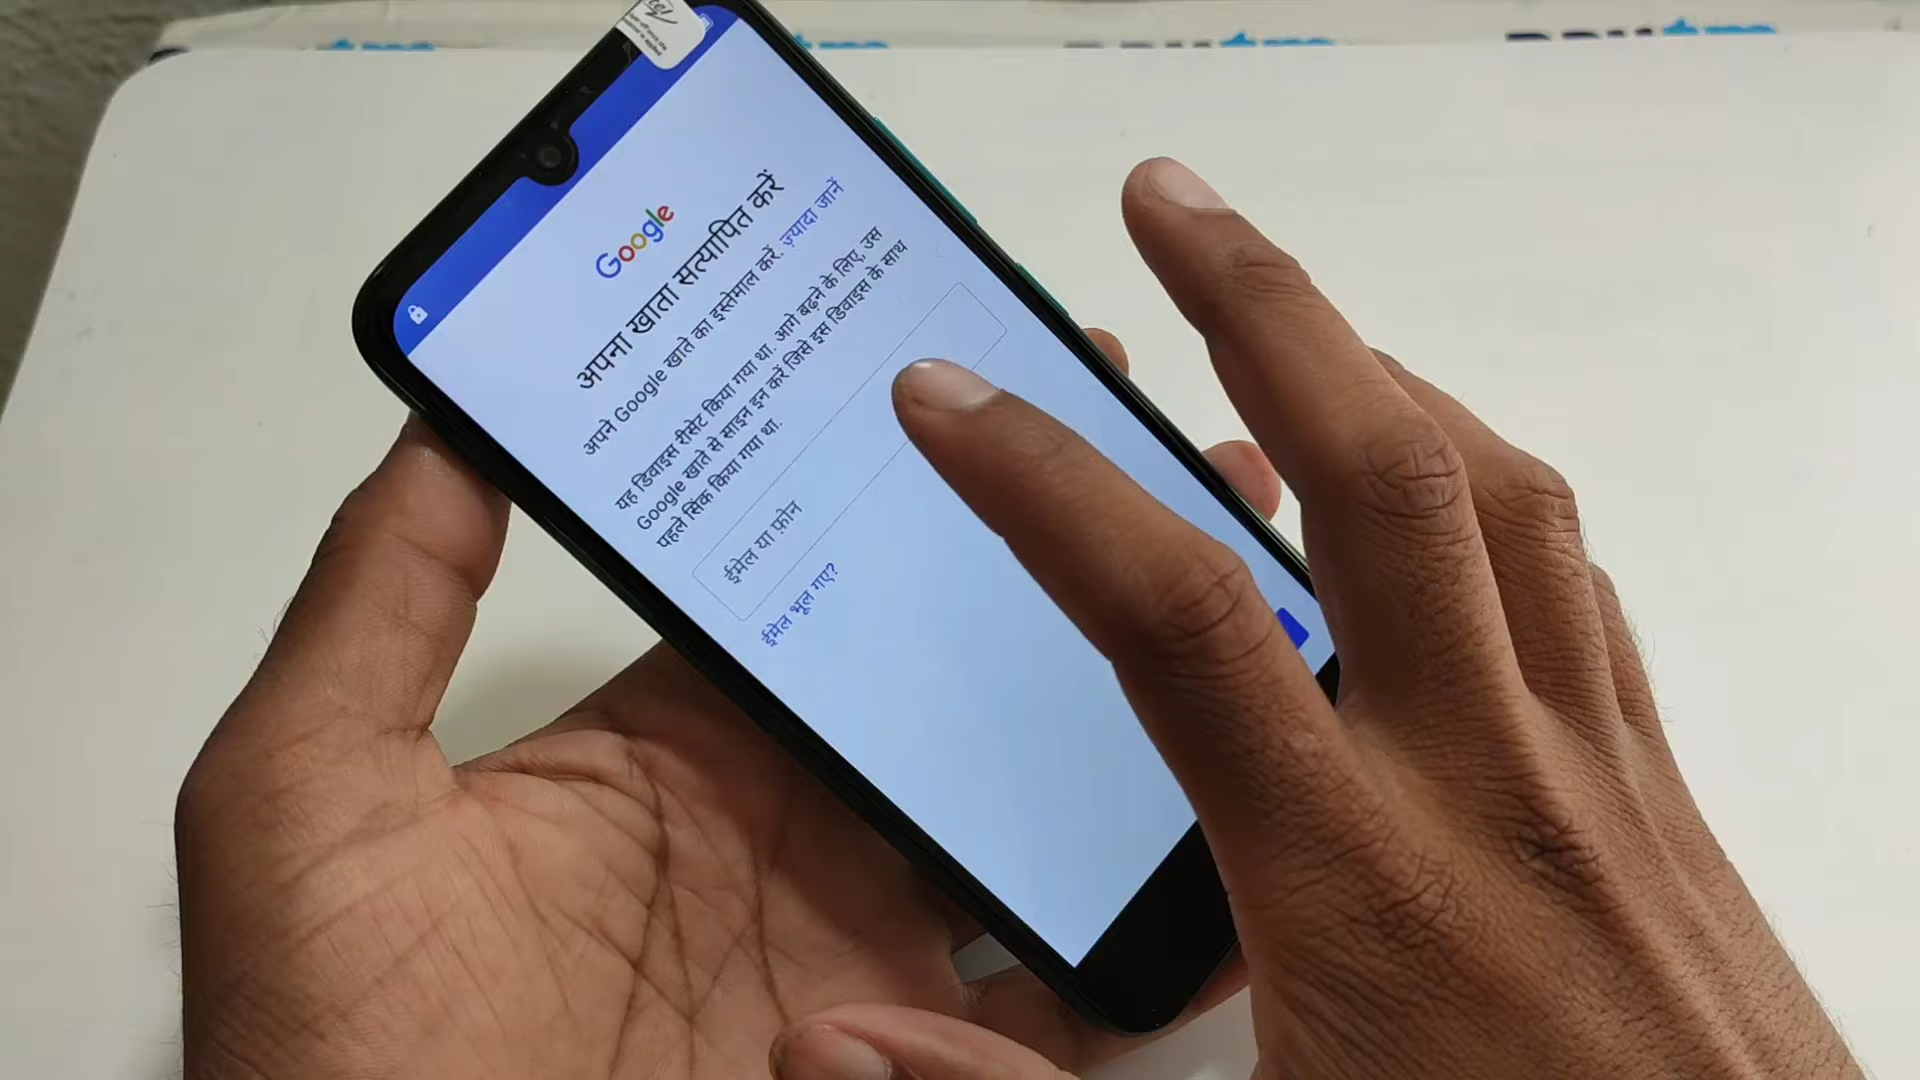 Google
अपना खाता सत्यापित करें
अपने Google खाते का इस्तेमाल करें. ज़्यादा जानें
यह डिवाइस रीसेट किया गया था. आगे बढ़ने के लिए, उस
Google खाते से साइन इन करें जिसे इस डिवाइस के साथ
पहले सिंक किया गया था.
ईमेल या फ़ोन
ईमेल भूल गए?